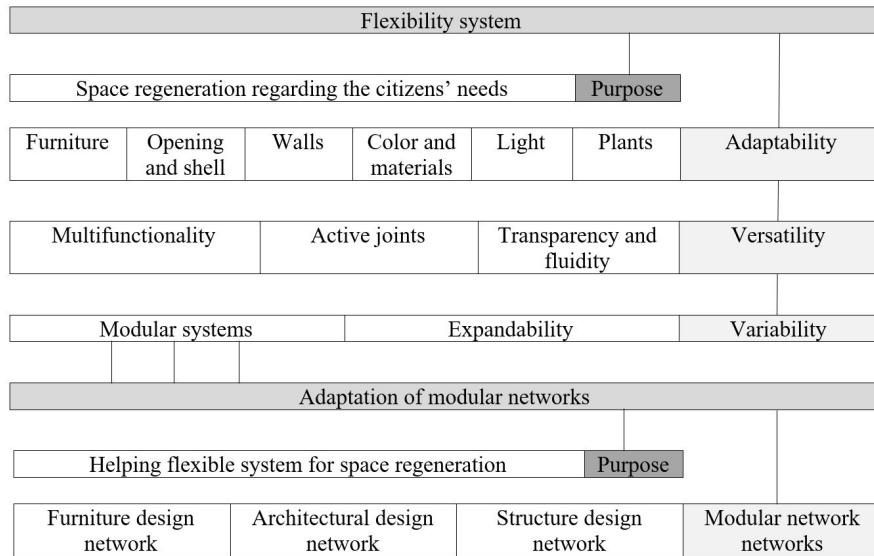 Flexibility system
Space regeneration regarding the citizens’ needs Purpose
Furniture Opening and shell Walls Color and materials Light Plants Adaptability
Multifunctionality Active joints Transparency and fluidity Versatility
Modular systems Expandability Variability
Adaptation of modular networks
Helping flexible system for space regeneration Purpose
Furniture design network Architectural design network Structure design network Modular network networks